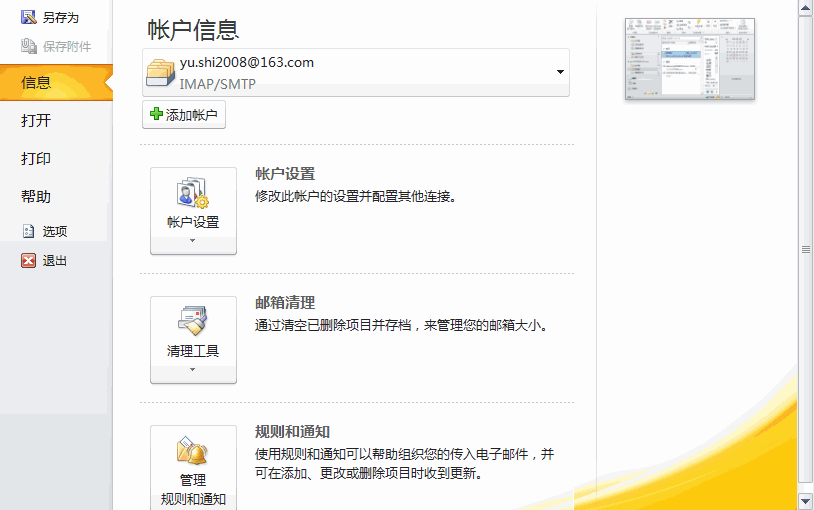 另存为
保存附件
信息
打开
打印
帮助
选项
退出
帐户信息
yu.shi2008@163.com
IMAP/SMTP
添加帐户
帐户设置
帐户设置
修改此帐户的设置并配置其他连接。
清理工具
邮箱清理
通过清空已删除项目并存档，来管理您的邮箱大小。
管理
规则和通知
规则和通知
使用规则和通知可以帮助组织您的传入电子邮件，并
可在添加、更改或删除项目时收到更新。